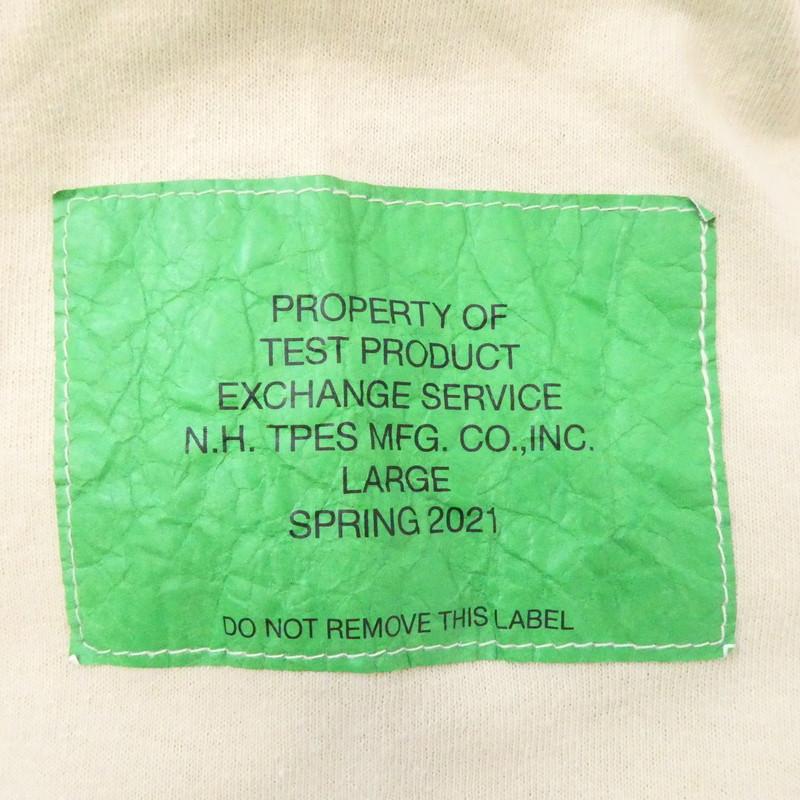 PROPERTY OF
TEST PRODUCT
EXCHANGE SERVICE
N.H. TPES MFG. CO.,INC.
LARGE
SPRING 2021
DO NOT REMOVE THIS LABEL